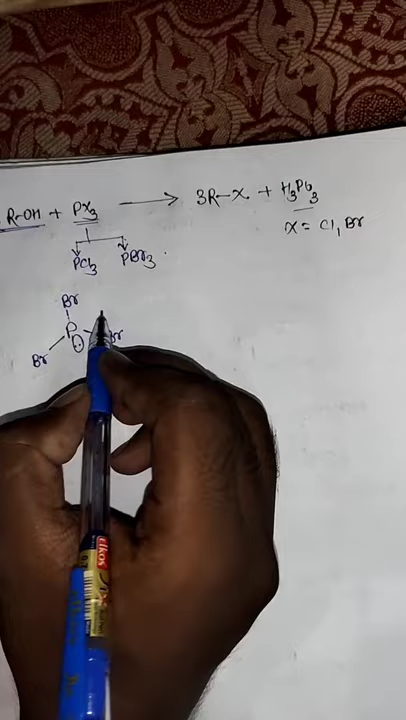 R-OH + PX3 → 3R-X + H3PO3
X = Cl, Br
PCl3 PBr3
Br
P Br
Br
elkos